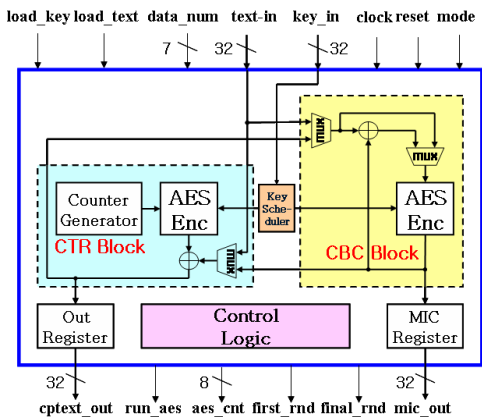 load_key load_text data_num text-in key_in clock reset mode
7 32 32
mux
mux
Counter Generator
AES Enc
Key Sche- duler
AES Enc
CTR Block
mux
CBC Block
Out Register
Control Logic
MIC Register
32 8 32
cptext_out run_aes aes_cnt first_rnd final_rnd mic_out